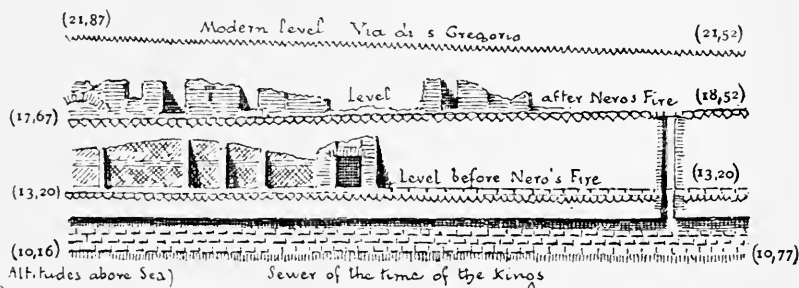 (21,87) Modern level Via di S Gregorio (21,52)
(17,67) Level after Nero's Fire (18,52)
(13,20) Level before Nero's Fire (13,20)
(10,16) (10,77)
Altitudes above Sea) Sewer of the time of the Kings